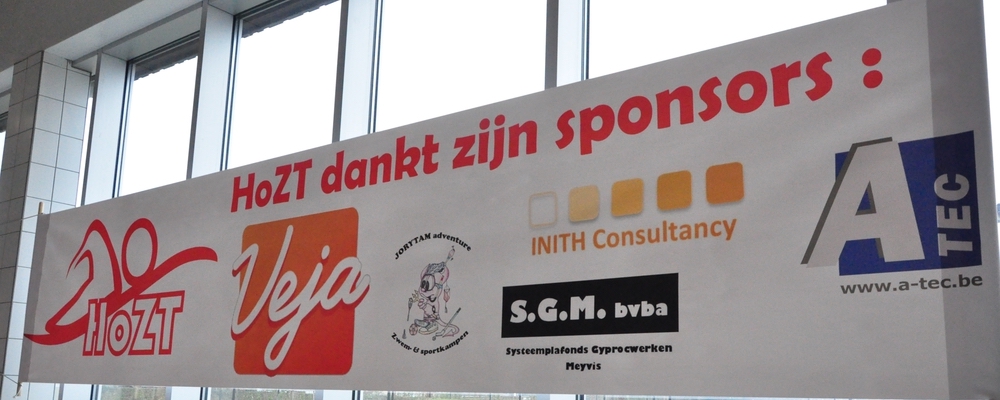 HoZT dankt zijn sponsors :
HOZT
Veja
JORYTAM adventure
Zwem- & sportkampen
INITH Consultancy
S.G.M. bvba
Systeemplafonds Gyprocwerken
Meyvis
A
TEC
www.a-tec.be